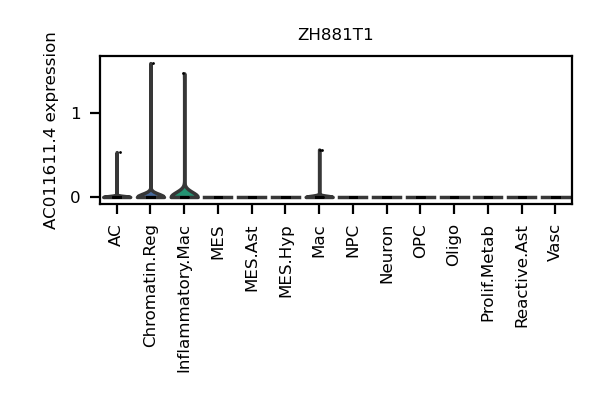 ZH881T1
AC011611.4 expression
1
0
AC
Chromatin.Reg
Inflammatory.Mac
MES
MES.Ast
MES.Hyp
Mac
NPC
Neuron
OPC
Oligo
Prolif.Metab
Reactive.Ast
Vasc